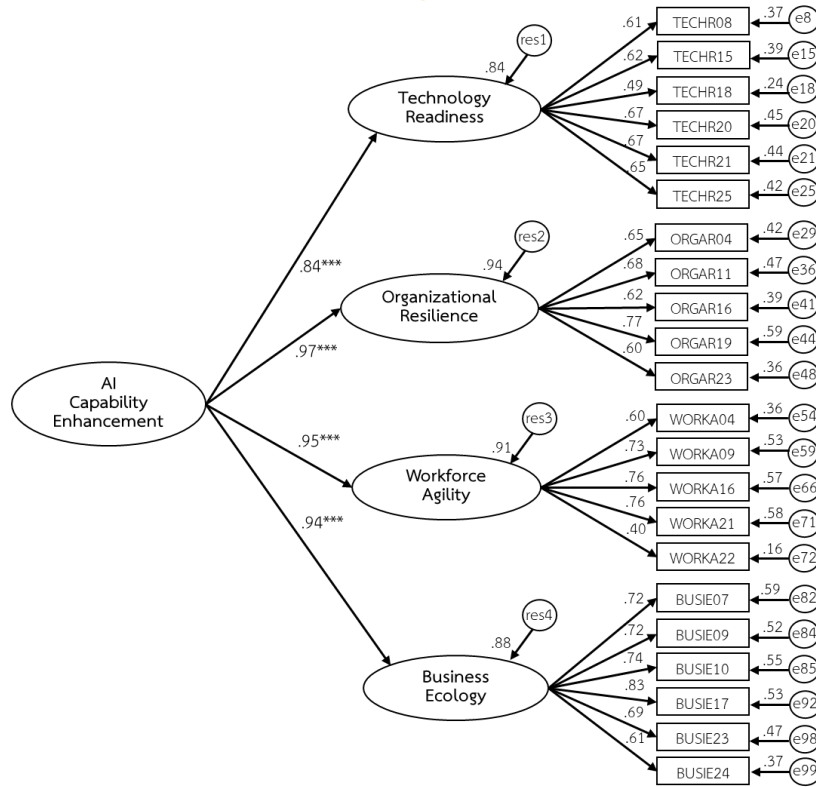 .61
TECHR08
.37
e8
res1
.62
TECHR15
.39
e15
.84
.49
TECHR18
.24
e18
Technology
Readiness
.67
TECHR20
.45
e20
.67
TECHR21
.44
e21
.65
TECHR25
.42
e25
.84***
res2
.94
Organizational
Resilience
.65
ORGAR04
.42
e29
.68
ORGAR11
.47
e36
.62
ORGAR16
.39
e41
.77
ORGAR19
.59
e44
.60
ORGAR23
.36
e48
.97***
AI
Capability
Enhancement
.95***
res3
.91
Workforce
Agility
.60
WORKA04
.36
e54
.73
WORKA09
.53
e59
.76
WORKA16
.57
e66
.76
WORKA21
.58
e71
.40
WORKA22
.16
e72
.94***
res4
.88
Business
Ecology
.72
BUSIE07
.59
e82
.72
BUSIE09
.52
e84
.74
BUSIE10
.55
e85
.83
BUSIE17
.53
e92
.69
BUSIE23
.47
e98
.61
BUSIE24
.37
e99